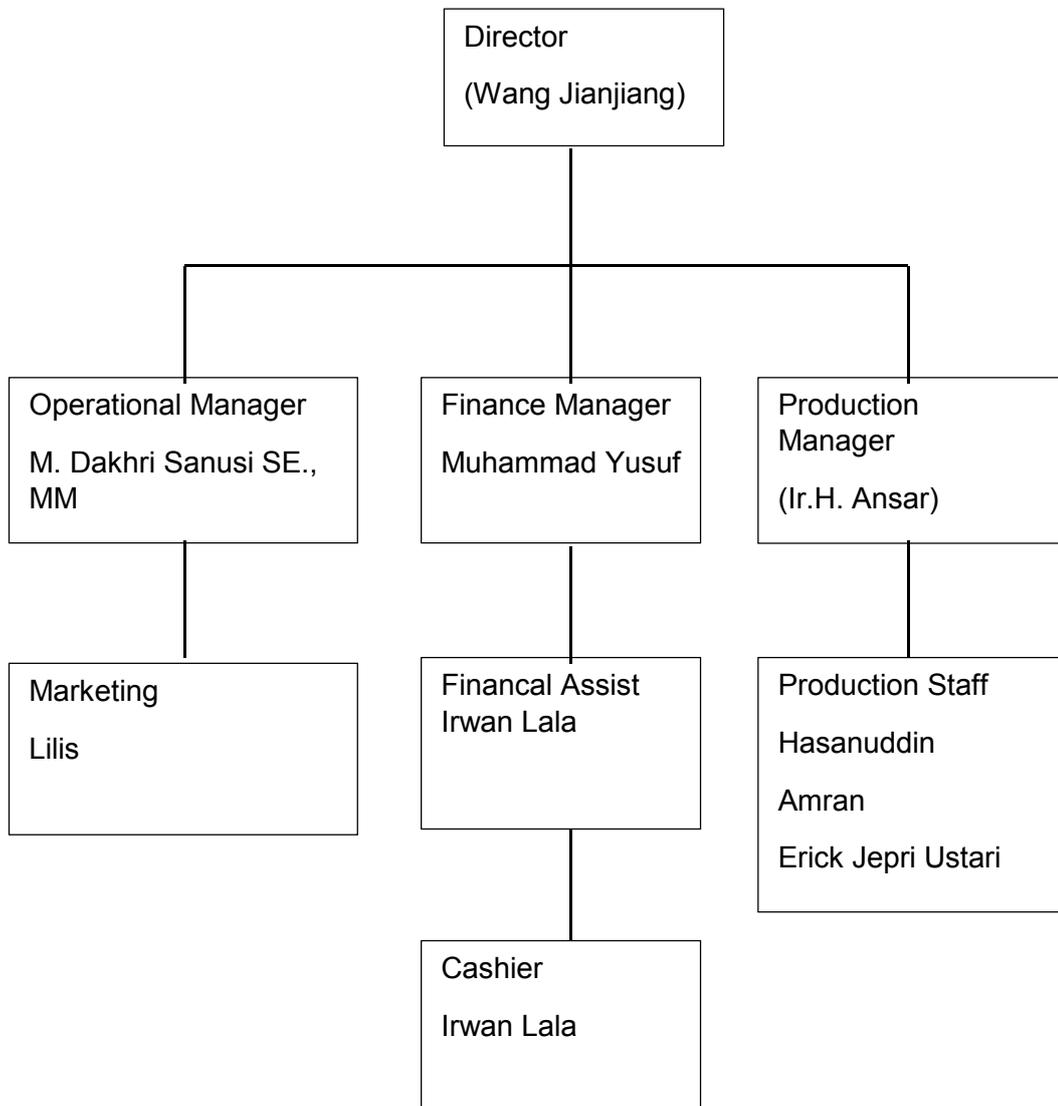 Director
(Wang Jianjiang)
Operational Manager
M. Dakhri Sanusi SE.,
MM
Finance Manager
Muhammad Yusuf
Production
Manager
(Ir.H. Ansar)
Marketing
Lilis
Financal Assist
Irwan Lala
Production Staff
Hasanuddin
Amran
Erick Jepri Ustari
Cashier
Irwan Lala